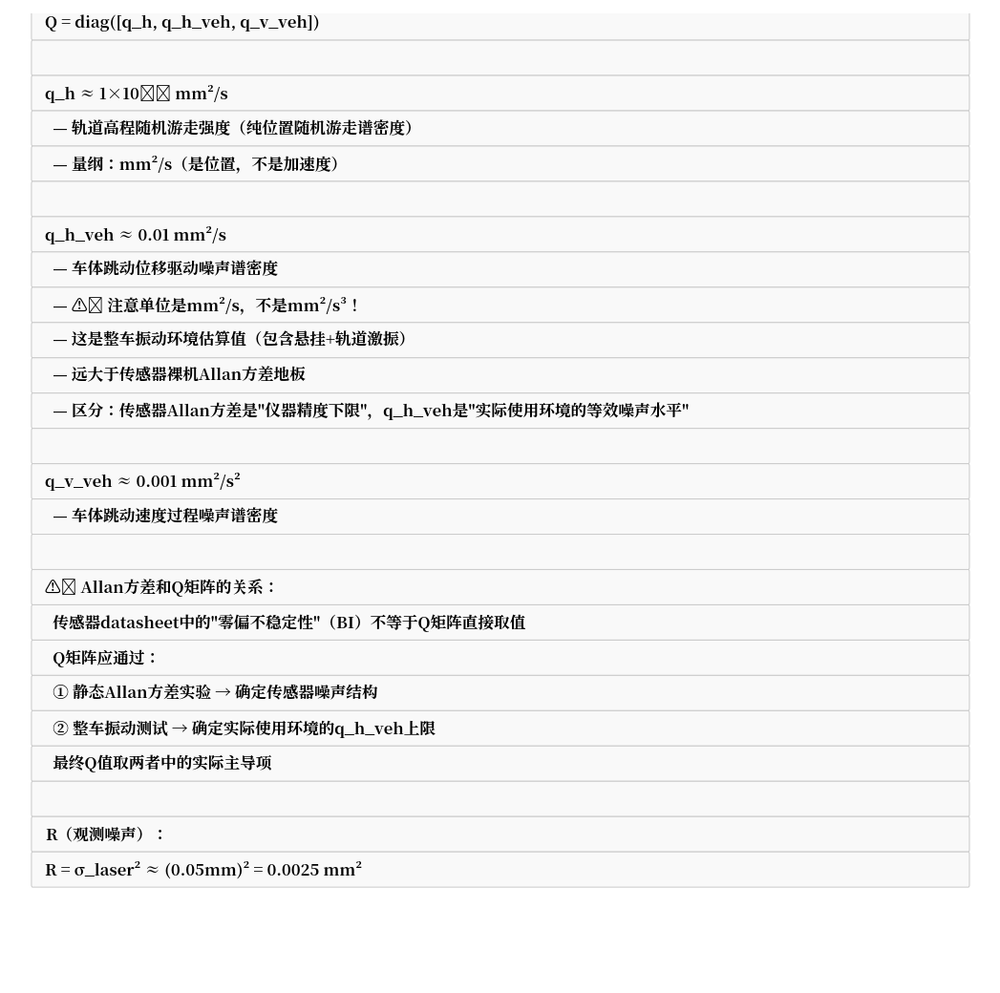 Q = diag([q_h, q_h_veh, q_v_veh])
q_h ≈ 1×10 mm²/s
— 轨道高程随机游走强度（纯位置随机游走谱密度）
— 量纲：mm²/s（是位置，不是加速度）
q_h_veh ≈ 0.01 mm²/s
— 车体跳动位移驱动噪声谱密度
— ⚠ 注意单位是mm²/s，不是mm²/s³！
— 这是整车振动环境估算值（包含悬挂+轨道激振）
— 远大于传感器裸机Allan方差地板
— 区分：传感器Allan方差是"仪器精度下限"，q_h_veh是"实际使用环境的等效噪声水平"
q_v_veh ≈ 0.001 mm²/s²
— 车体跳动速度过程噪声谱密度
⚠ Allan方差和Q矩阵的关系：
传感器datasheet中的"零偏不稳定性"（BI）不等于Q矩阵直接取值
Q矩阵应通过：
① 静态Allan方差实验 → 确定传感器噪声结构
② 整车振动测试 → 确定实际使用环境的q_h_veh上限
最终Q值取两者中的实际主导项
R（观测噪声）：
R = σ_laser² ≈ (0.05mm)² = 0.0025 mm²